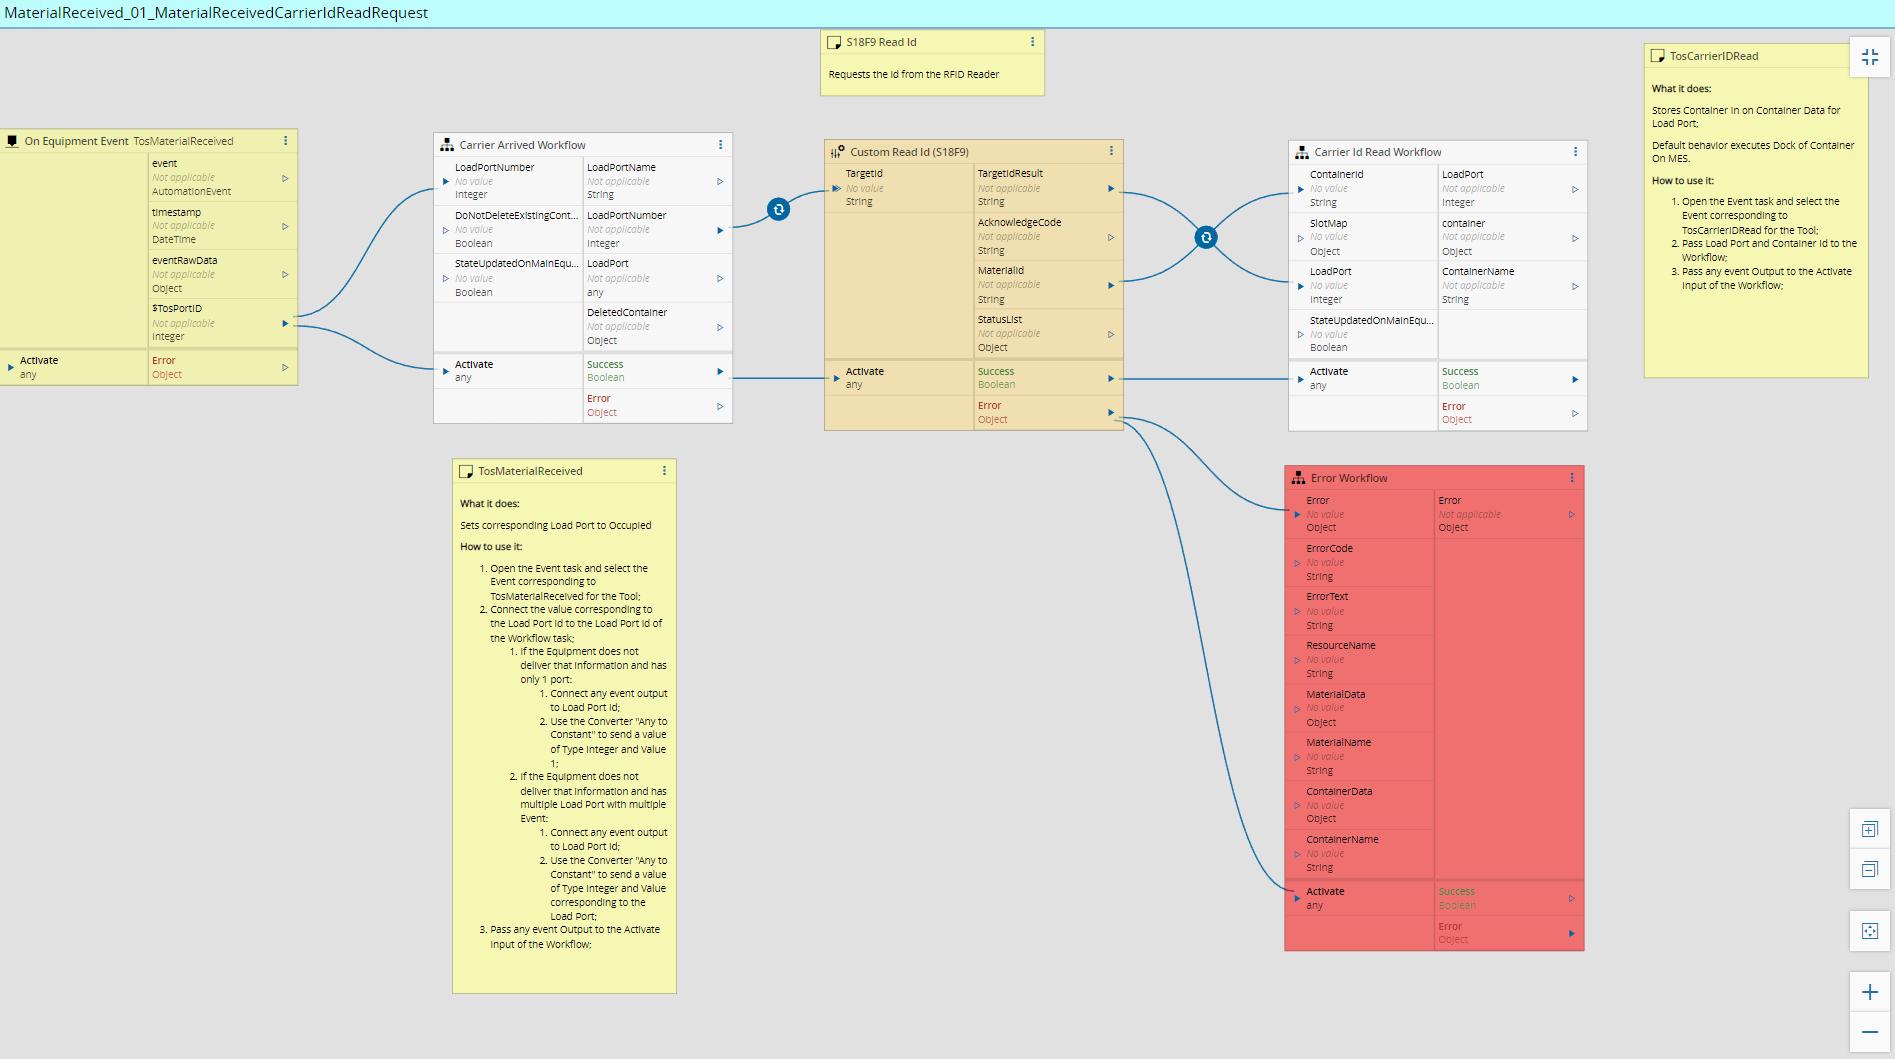 MaterialReceived_01_MaterialReceivedCarrierIdReadRequest
S18F9 Read Id
Requests the Id from the RFID Reader
TosCarrierIDRead
What it does:
Stores Container in on Container Data for
Load Port;
Default behavior executes Dock of Container
On MES.
How to use it:
1. Open the Event task and select the
Event corresponding to
TosCarrierIDRead for the Tool;
2. Pass Load Port and Container Id to the
Workflow;
3. Pass any event Output to the Activate
Input of the Workflow;
On Equipment Event TosMaterialReceived
event
Not applicable
AutomationEvent
timestamp
Not applicable
DateTime
eventRawData
Not applicable
Object
$TosPortID
Not applicable
Integer
Activate
any
Error
Object
Carrier Arrived Workflow
LoadPortNumber
No value
Integer
DoNotDeleteExistingCont...
No value
Boolean
StateUpdatedOnMainEqu...
No value
Boolean
LoadPortName
Not applicable
String
LoadPortNumber
Not applicable
Integer
LoadPort
Not applicable
any
DeletedContainer
Not applicable
Object
Activate
any
Success
Boolean
Error
Object
Custom Read Id (S18F9)
TargetId
No value
String
TargetIdResult
Not applicable
String
AcknowledgeCode
Not applicable
String
MaterialId
Not applicable
String
StatusList
Not applicable
Object
Activate
any
Success
Boolean
Error
Object
Carrier Id Read Workflow
ContainerId
No value
String
SlotMap
No value
Object
LoadPort
No value
Integer
StateUpdatedOnMainEqu...
No value
Boolean
LoadPort
Not applicable
Integer
container
Not applicable
Object
ContainerName
Not applicable
String
Activate
any
Success
Boolean
Error
Object
TosMaterialReceived
What it does:
Sets corresponding Load Port to Occupied
How to use it:
1. Open the Event task and select the
Event corresponding to
TosMaterialReceived for the Tool;
2. Connect the value corresponding to
the Load Port Id to the Load Port Id of
the Workflow task;
1. If the Equipment does not
deliver that information and has
only 1 port:
1. Connect any event output
to Load Port Id;
2. Use the Converter "Any to
Constant" to send a value
of Type Integer and Value
1;
2. If the Equipment does not
deliver that information and has
multiple Load Port with multiple
Event:
1. Connect any event output
to Load Port Id;
2. Use the Converter "Any to
Constant" to send a value
of Type Integer and Value
corresponding to the
Load Port;
3. Pass any event Output to the Activate
Input of the Workflow;
Error Workflow
Error
No value
Object
ErrorCode
No value
String
ErrorText
No value
String
ResourceName
No value
String
MaterialData
No value
Object
MaterialName
No value
String
ContainerData
No value
Object
ContainerName
No value
String
Error
Not applicable
Object
Activate
any
Success
Boolean
Error
Object